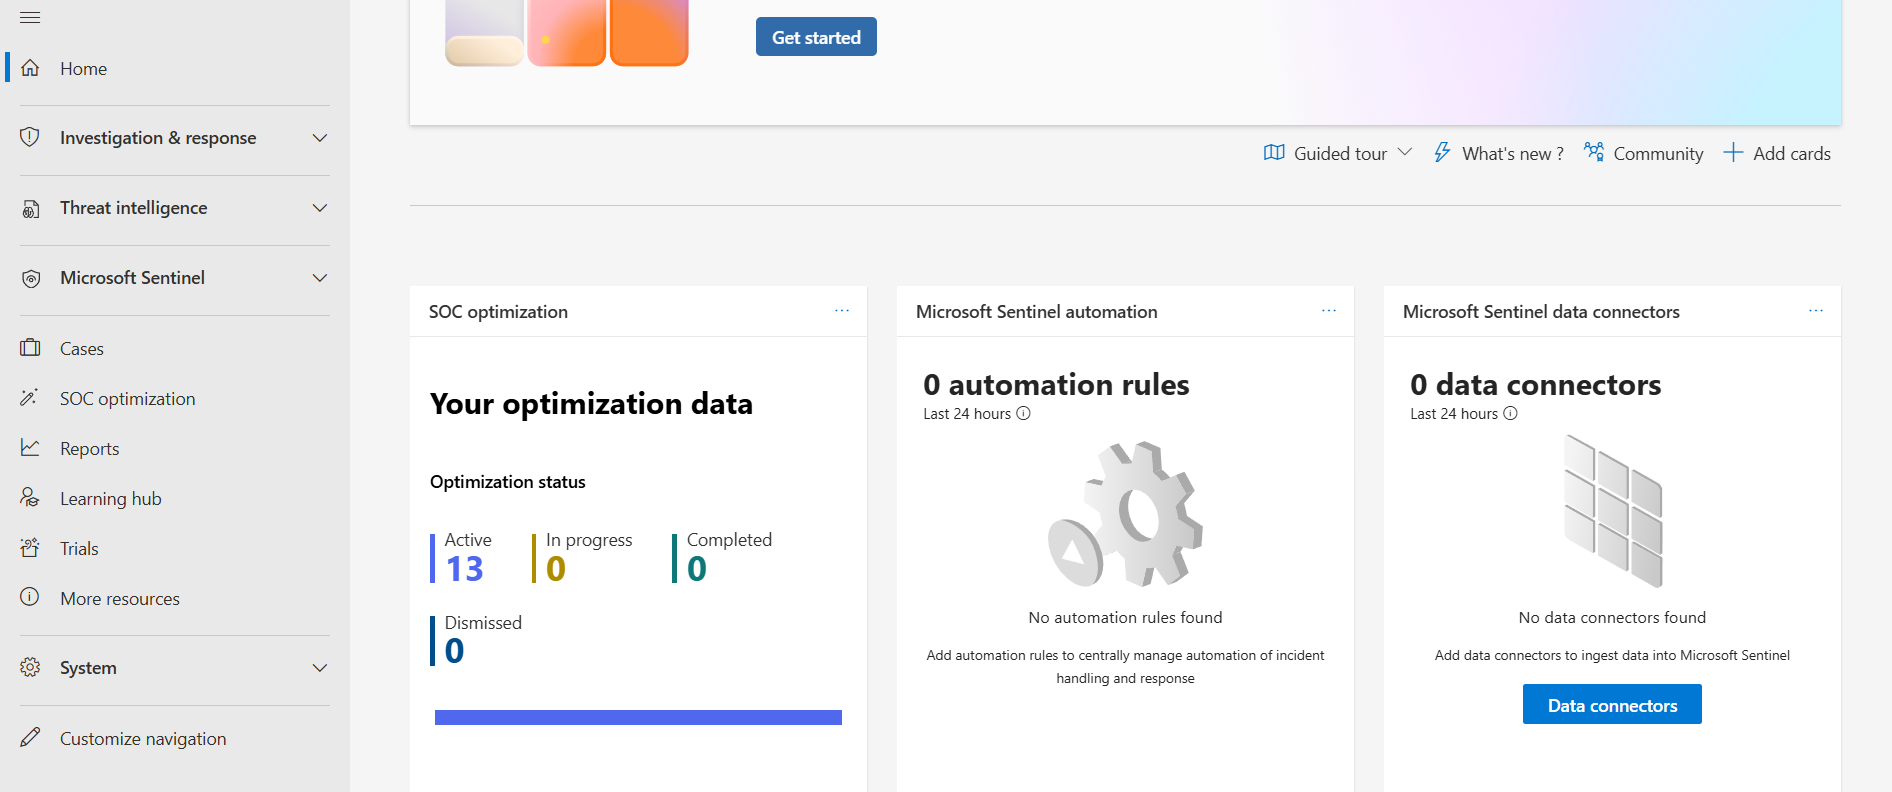 Get started
Home
Investigation & response
Threat intelligence
Microsoft Sentinel
Cases
SOC optimization
Reports
Learning hub
Trials
More resources
System
Customize navigation
Guided tour
What's new ?
Community
Add cards
SOC optimization
Your optimization data
Optimization status
Active
13
In progress
0
Completed
0
Dismissed
0
Microsoft Sentinel automation
0 automation rules
Last 24 hours
No automation rules found
Add automation rules to centrally manage automation of incident
handling and response
Microsoft Sentinel data connectors
0 data connectors
Last 24 hours
No data connectors found
Add data connectors to ingest data into Microsoft Sentinel
Data connectors